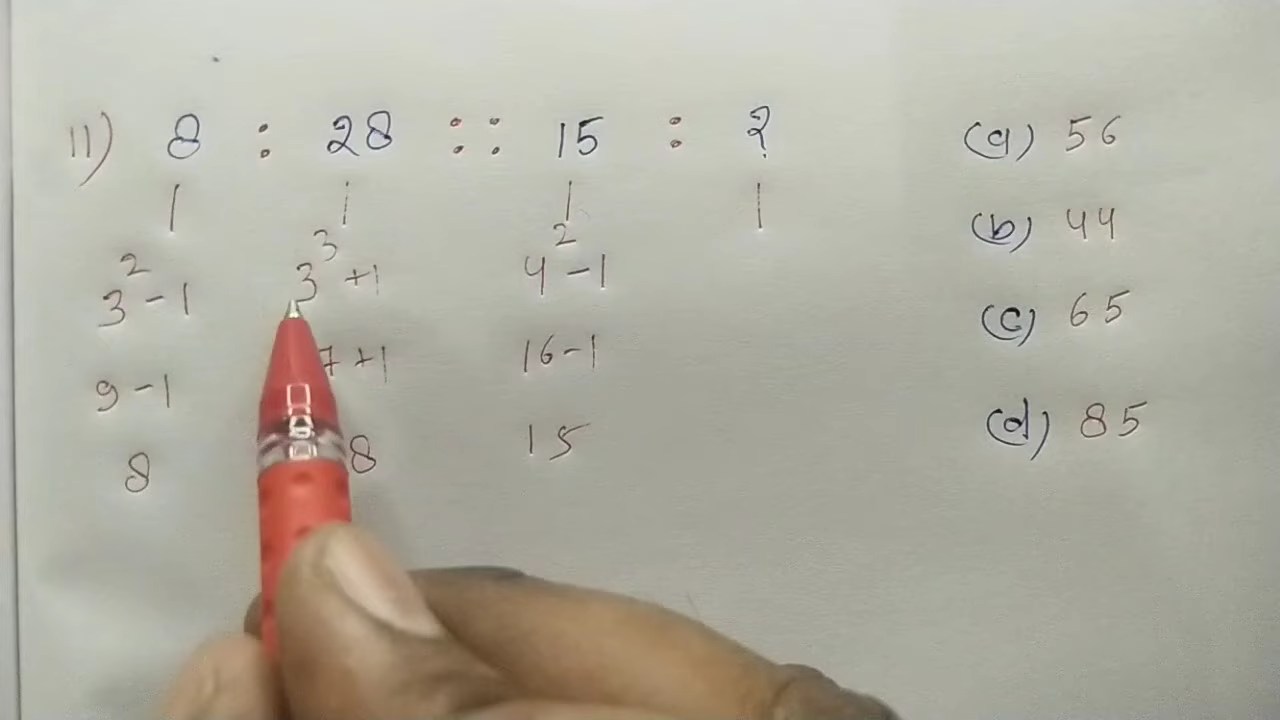 11) 8 : 28 :: 15 : ? (a) 56
(b) 44
3² - 1 3³ + 1 4² - 1
(c) 65
9 - 1 7 + 1 16 - 1
(d) 85
8 8 15